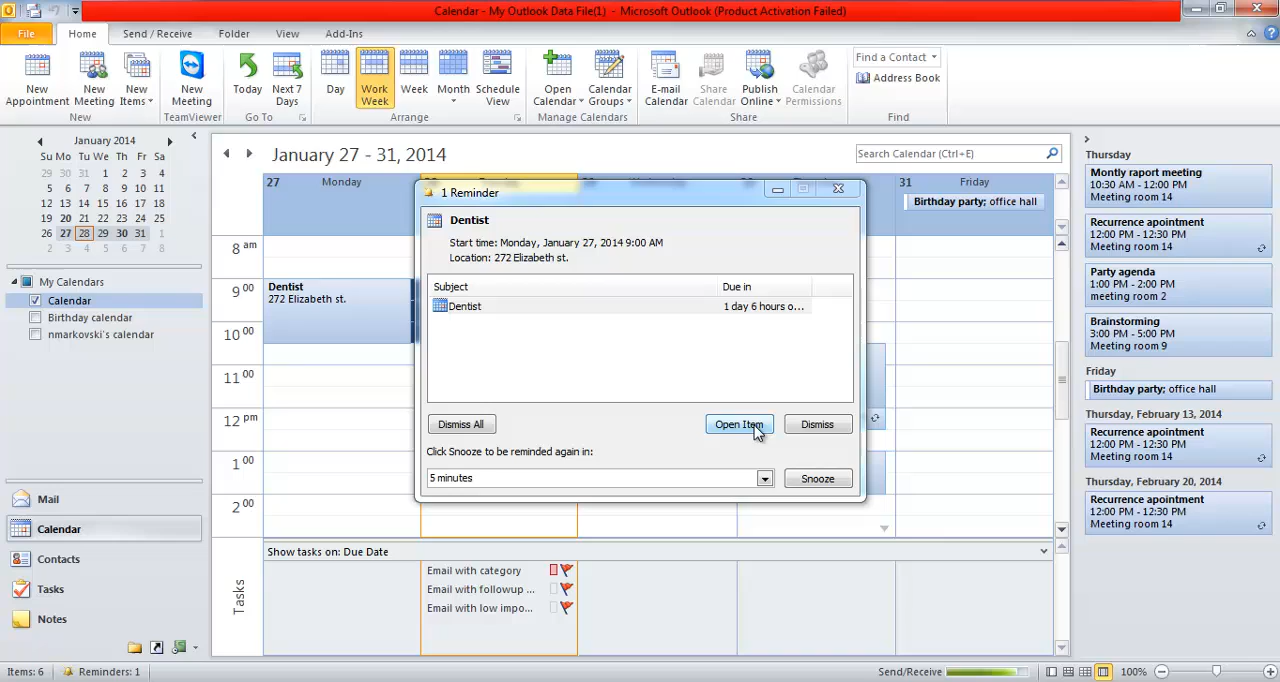 Calendar - My Outlook Data File(1) - Microsoft Outlook (Product Activation Failed)
File
Home
Send / Receive
Folder
View
Add-Ins
New Appointment
New Meeting
New Items
New
New Meeting
TeamViewer
Today
Next 7 Days
Go To
Day
Work Week
Week
Month
Schedule View
Arrange
Open Calendar
Calendar Groups
Manage Calendars
E-mail Calendar
Share Calendar
Publish Online
Calendar Permissions
Share
Find a Contact
Address Book
Find
January 2014
Su Mo Tu We Th Fr Sa
29 30 31 1 2 3 4
5 6 7 8 9 10 11
12 13 14 15 16 17 18
19 20 21 22 23 24 25
26 27 28 29 30 31 1
2 3 4 5 6 7 8
My Calendars
Calendar
Birthday calendar
nmarkovski's calendar
Mail
Calendar
Contacts
Tasks
Notes
January 27 - 31, 2014
Search Calendar (Ctrl+E)
27 Monday
31 Friday
Birthday party; office hall
8 am
9 00
10 00
11 00
12 pm
1 00
2 00
Dentist
272 Elizabeth st.
1 Reminder
Dentist
Start time: Monday, January 27, 2014 9:00 AM
Location: 272 Elizabeth st.
Subject
Due in
Dentist
1 day 6 hours o...
Dismiss All
Open Item
Dismiss
Click Snooze to be reminded again in:
5 minutes
Snooze
Show tasks on: Due Date
Tasks
Email with category
Email with followup ...
Email with low impo...
Thursday
Montly raport meeting
10:30 AM - 12:00 PM
Meeting room 14
Recurrence apointment
12:00 PM - 12:30 PM
Meeting room 14
Party agenda
1:00 PM - 2:00 PM
meeting room 2
Brainstorming
3:00 PM - 5:00 PM
Meeting room 9
Friday
Birthday party; office hall
Thursday, February 13, 2014
Recurrence apointment
12:00 PM - 12:30 PM
Meeting room 14
Thursday, February 20, 2014
Recurrence apointment
12:00 PM - 12:30 PM
Meeting room 14
Items: 6
Reminders: 1
Send/Receive
100%